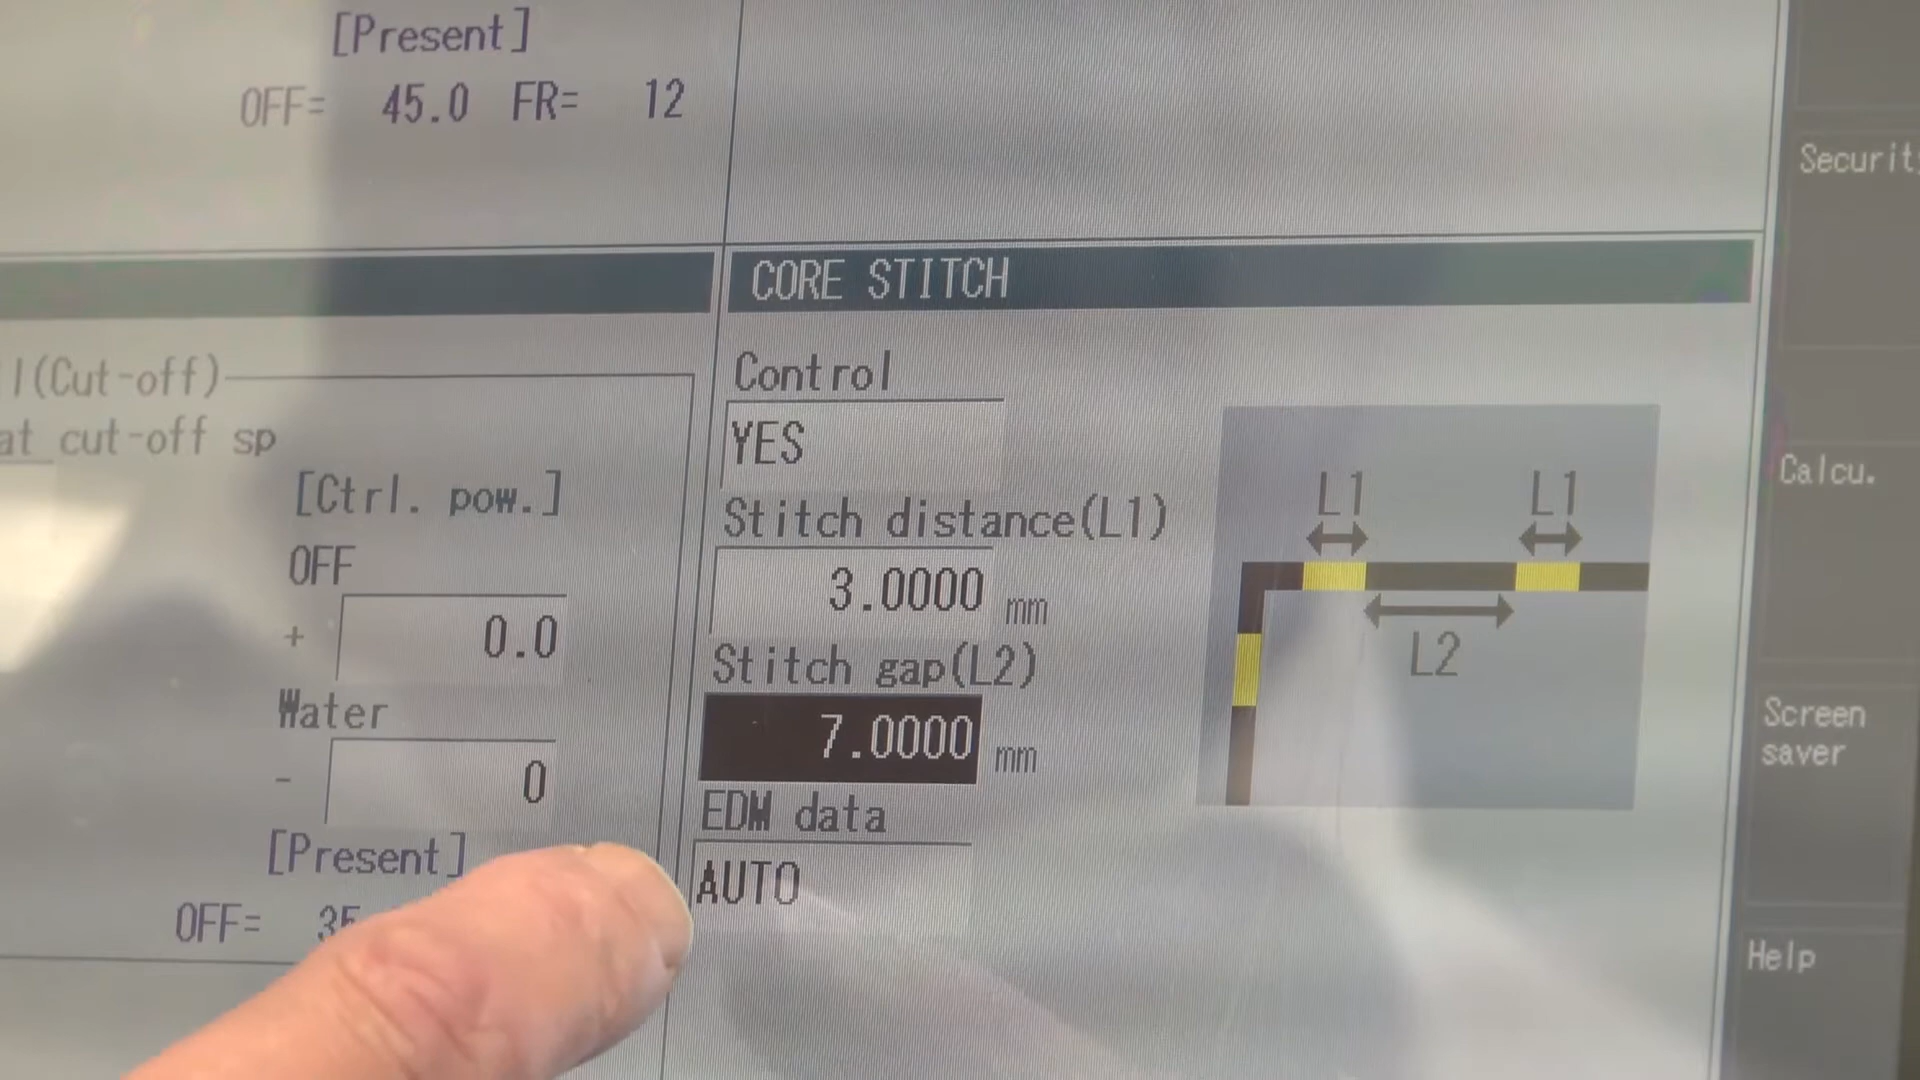 [Present]
OFF= 45.0 FR= 12
CORE STITCH
l(Cut-off)
at cut-off sp
[Ctrl. pow.]
OFF
+ 0.0
Water
- 0
[Present]
OFF=
Control
YES
Stitch distance(L1)
3.0000 mm
Stitch gap(L2)
7.0000 mm
EDM data
AUTO
L1 L1
L2
Calcu.
Screen
saver
Help